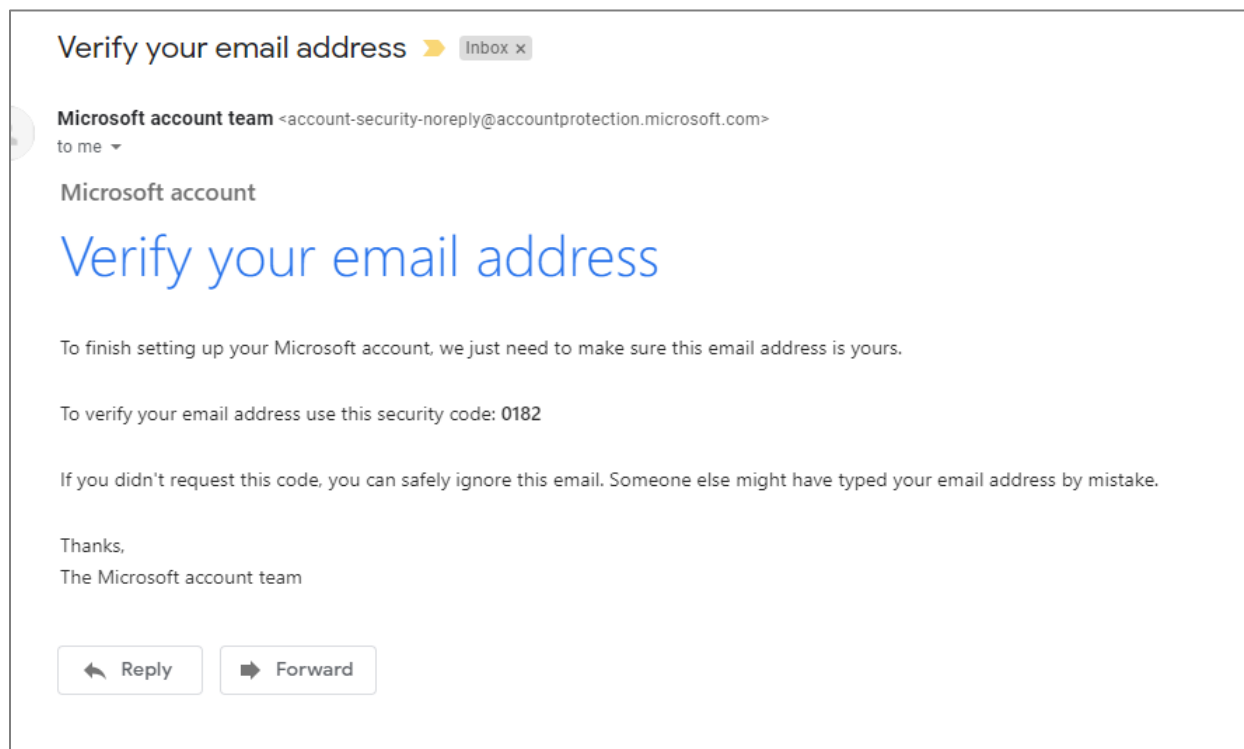 Verify your email address Inbox x
Microsoft account team <account-security-noreply@accountprotection.microsoft.com>
to me
Microsoft account
Verify your email address
To finish setting up your Microsoft account, we just need to make sure this email address is yours.
To verify your email address use this security code: 0182
If you didn't request this code, you can safely ignore this email. Someone else might have typed your email address by mistake.
Thanks,
The Microsoft account team
Reply Forward